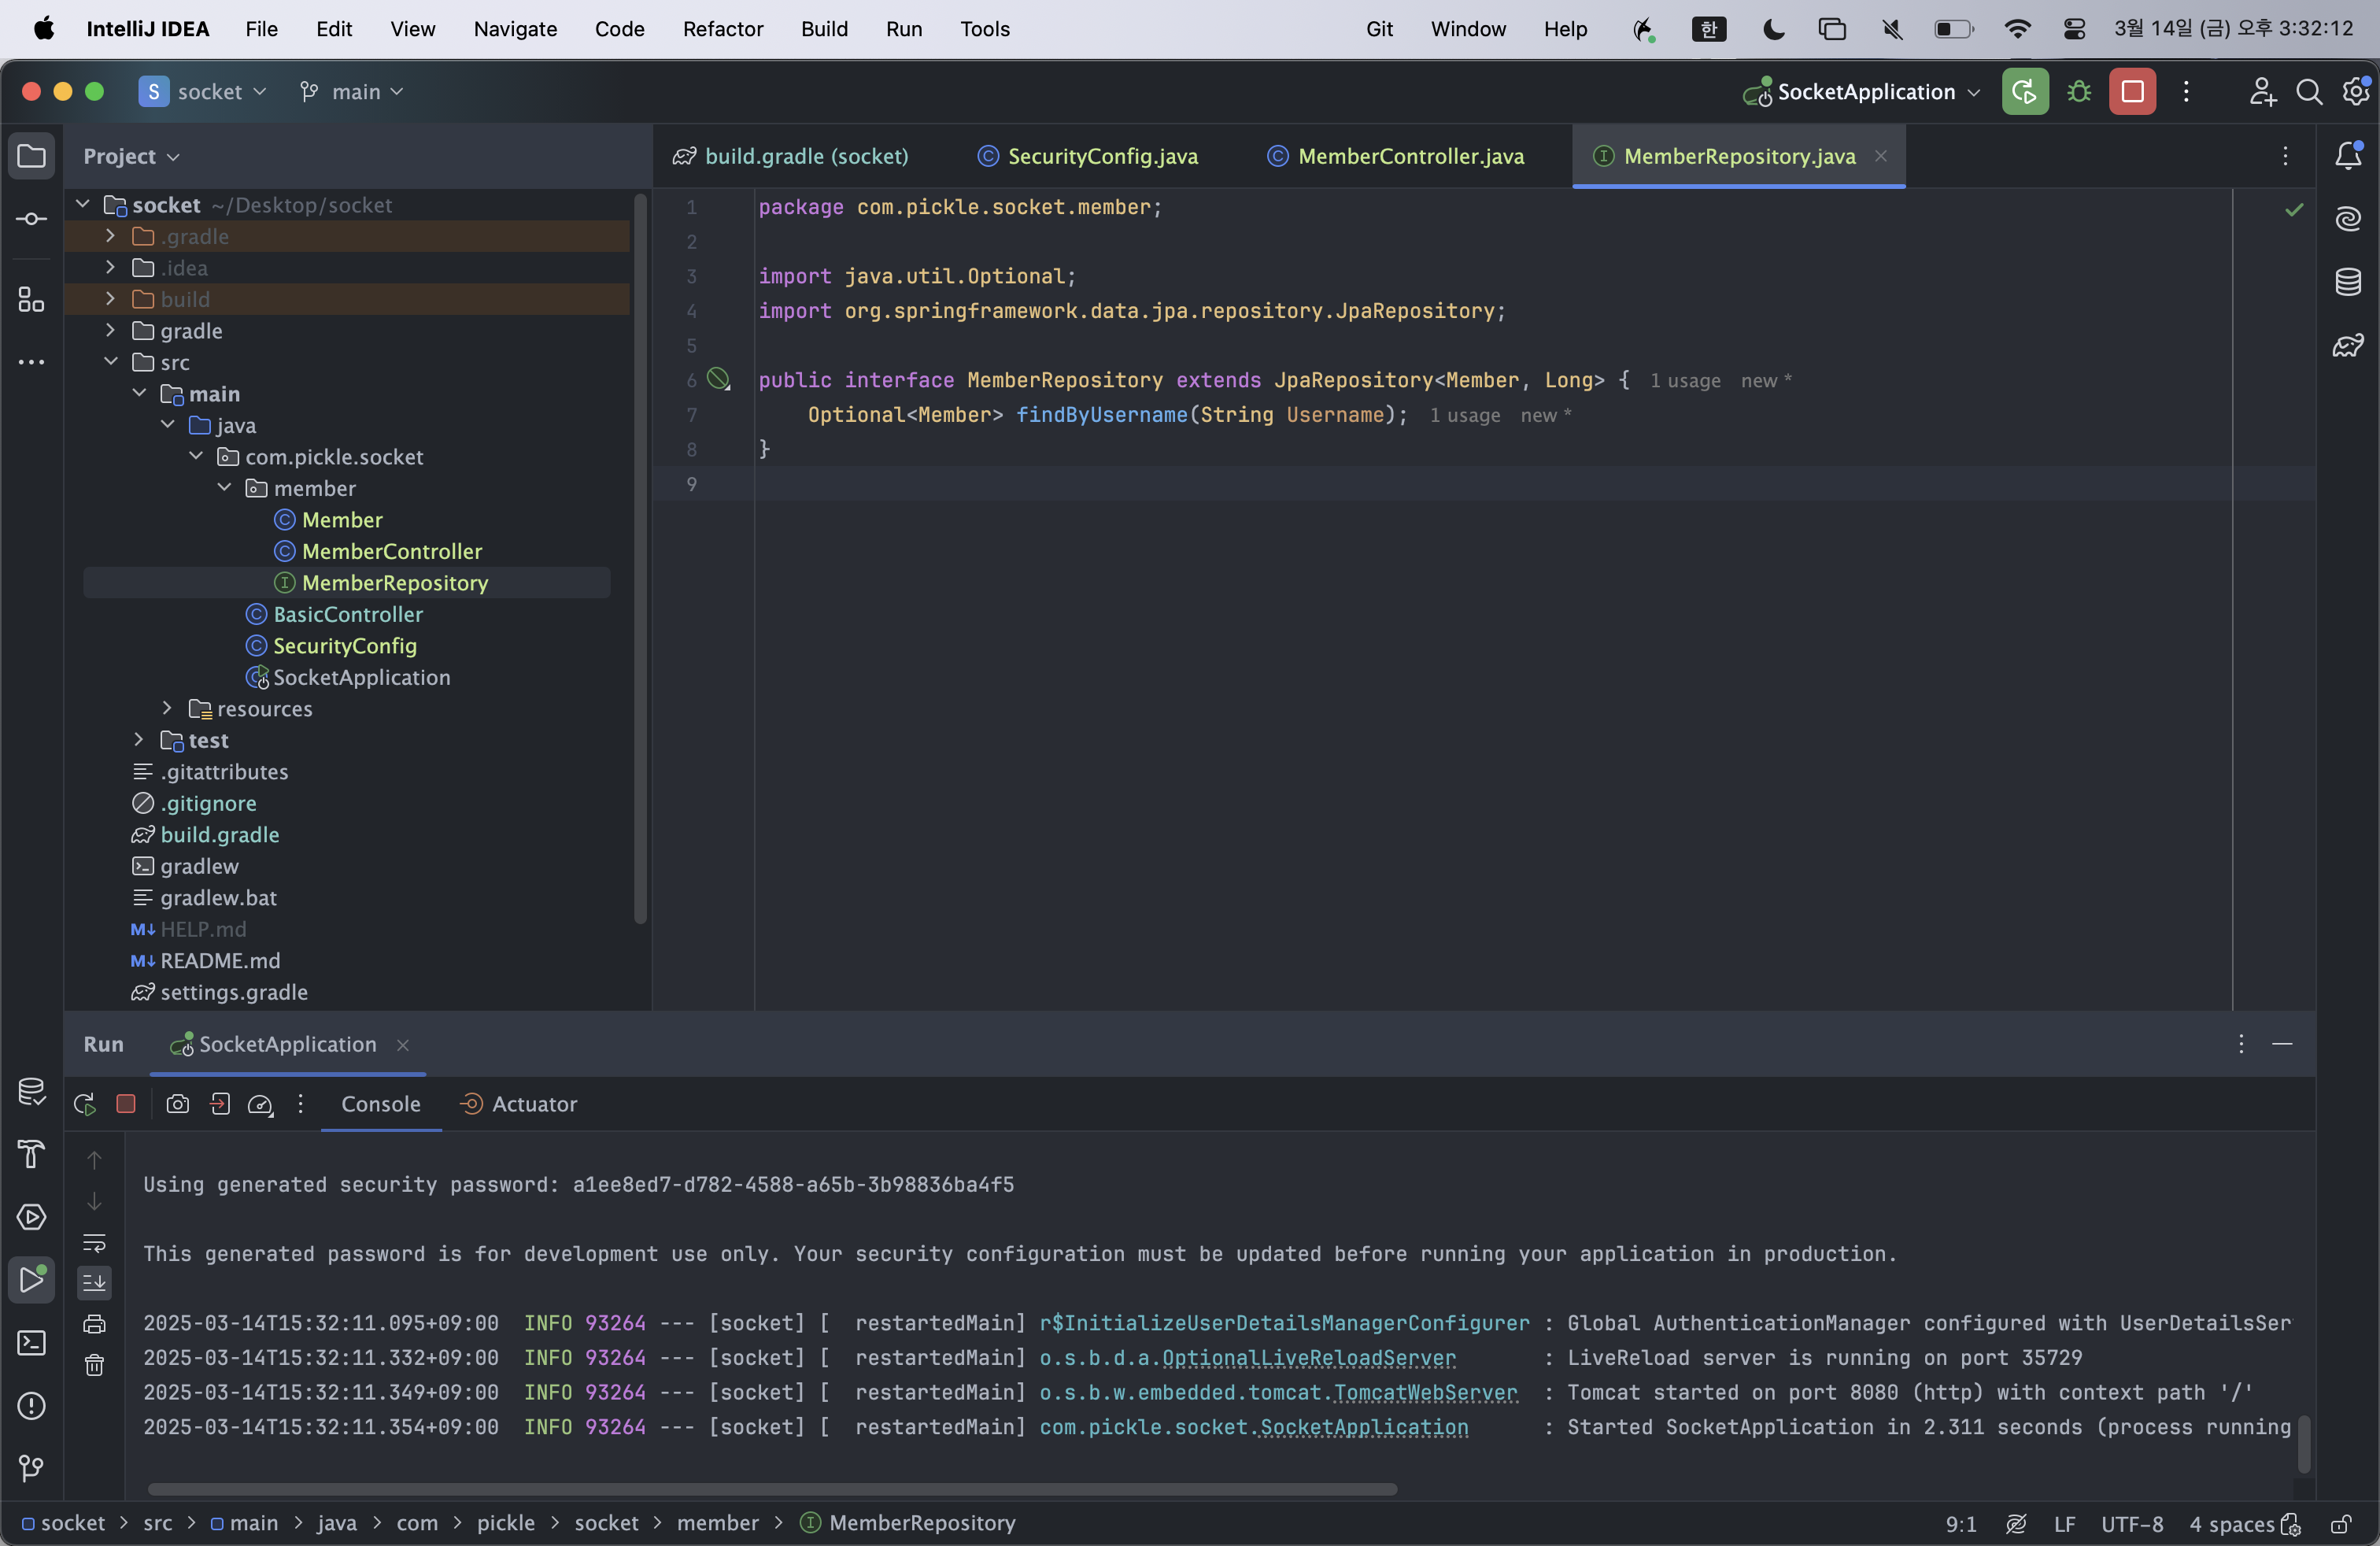 IntelliJ IDEA File Edit View Navigate Code Refactor Build Run Tools Git Window Help 한 3월 14일 (금) 오후 3:32:12
S socket main SocketApplication
Project build.gradle (socket) SecurityConfig.java MemberController.java MemberRepository.java
socket ~/Desktop/socket
.gradle
.idea
build
gradle
src
main
java
com.pickle.socket
member
Member
MemberController
MemberRepository
BasicController
SecurityConfig
SocketApplication
resources
test
.gitattributes
.gitignore
build.gradle
gradlew
gradlew.bat
M↓ HELP.md
M↓ README.md
settings.gradle
1 package com.pickle.socket.member;
2
3 import java.util.Optional;
4 import org.springframework.data.jpa.repository.JpaRepository;
5
6 public interface MemberRepository extends JpaRepository<Member, Long> { 1 usage new *
7 Optional<Member> findByUsername(String Username); 1 usage new *
8 }
9
Run SocketApplication
Console Actuator
Using generated security password: a1ee8ed7-d782-4588-a65b-3b98836ba4f5
This generated password is for development use only. Your security configuration must be updated before running your application in production.
2025-03-14T15:32:11.095+09:00 INFO 93264 --- [socket] [ restartedMain] r$InitializeUserDetailsManagerConfigurer : Global AuthenticationManager configured with UserDetailsSer
2025-03-14T15:32:11.332+09:00 INFO 93264 --- [socket] [ restartedMain] o.s.b.d.a.OptionalLiveReloadServer : LiveReload server is running on port 35729
2025-03-14T15:32:11.349+09:00 INFO 93264 --- [socket] [ restartedMain] o.s.b.w.embedded.tomcat.TomcatWebServer : Tomcat started on port 8080 (http) with context path '/'
2025-03-14T15:32:11.354+09:00 INFO 93264 --- [socket] [ restartedMain] com.pickle.socket.SocketApplication : Started SocketApplication in 2.311 seconds (process running
socket > src > main > java > com > pickle > socket > member > MemberRepository 9:1 LF UTF-8 4 spaces